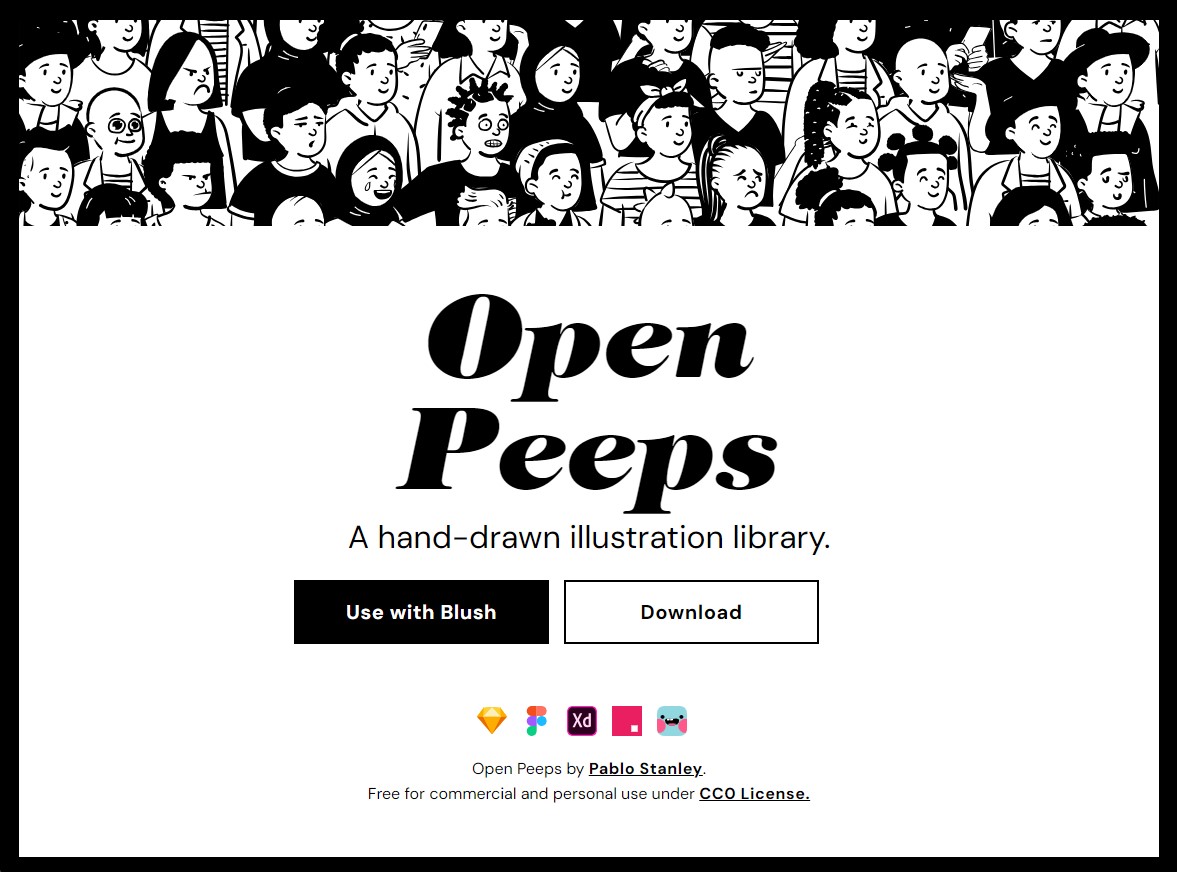 Open
Peeps
A hand-drawn illustration library.
Use with Blush
Download
Xd
Open Peeps by Pablo Stanley.
Free for commercial and personal use under CC0 License.